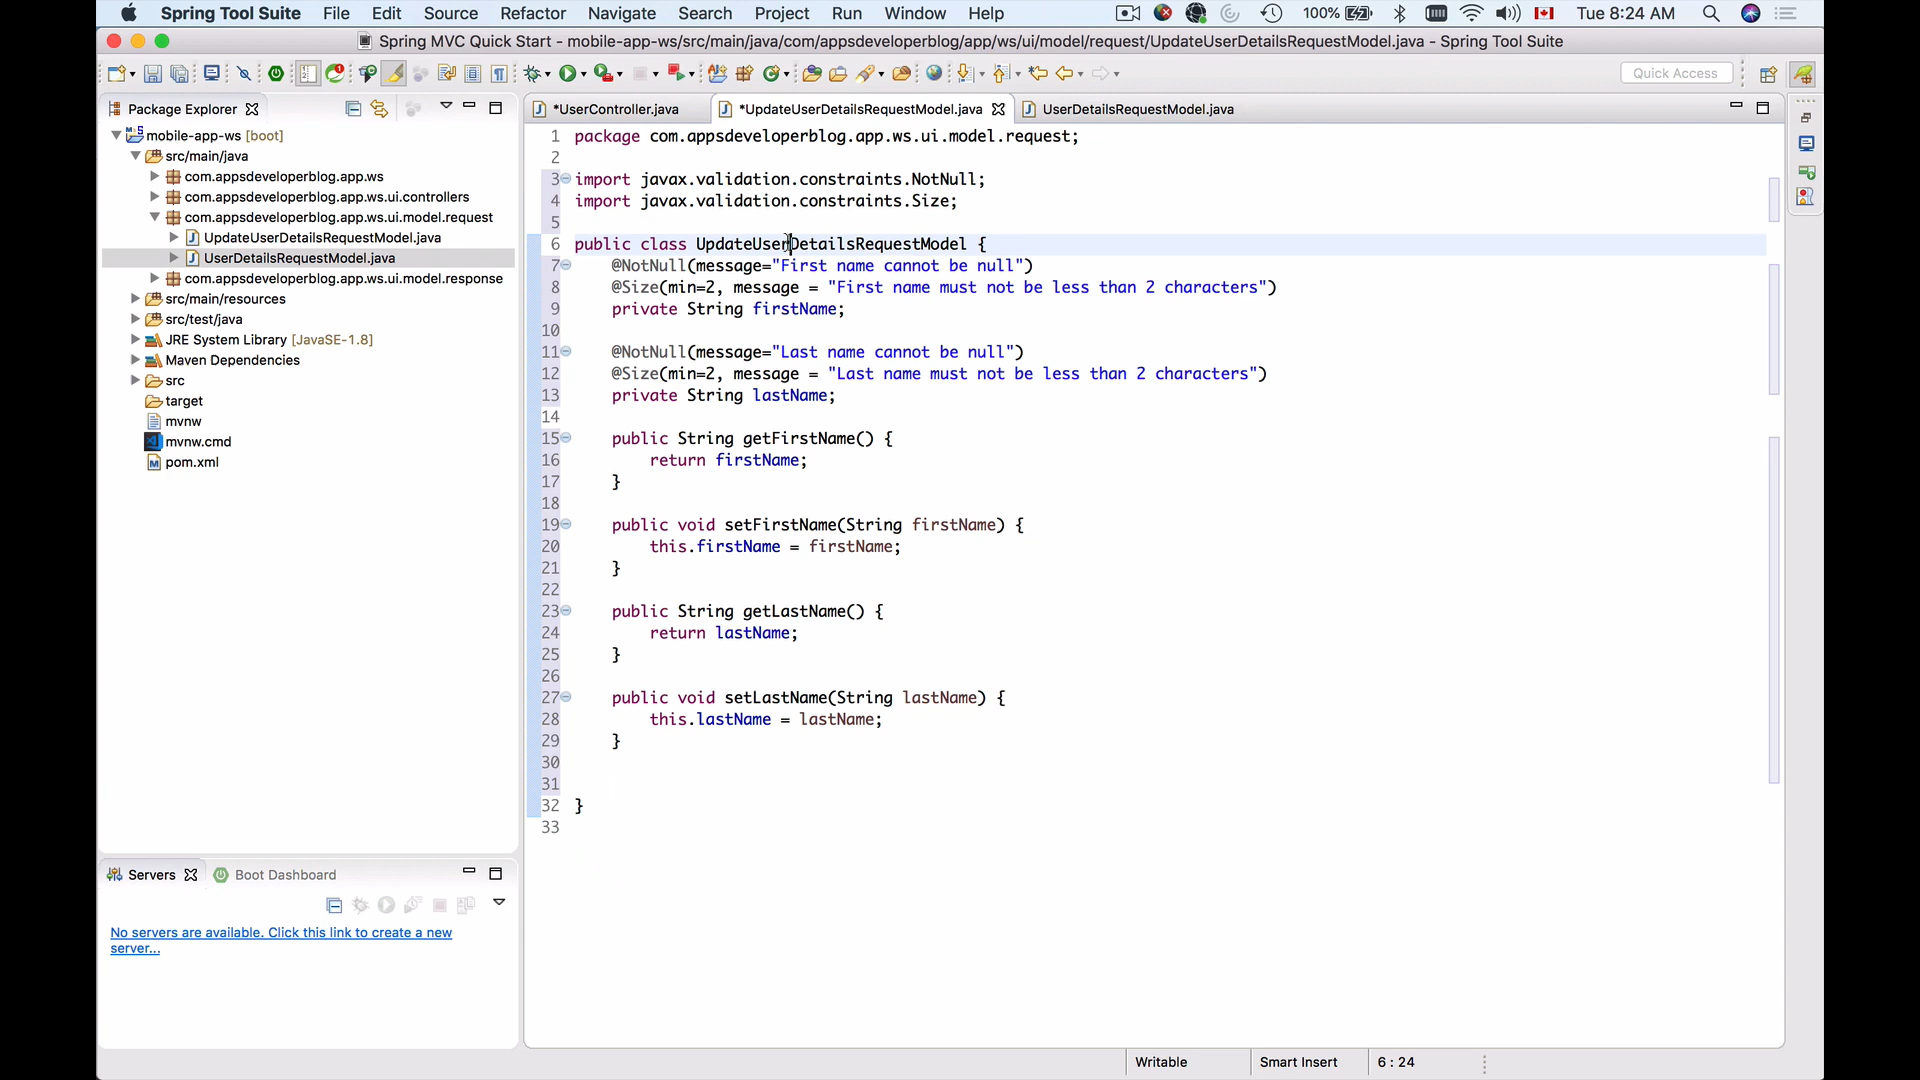 Spring Tool Suite File Edit Source Refactor Navigate Search Project Run Window Help 100% Tue 8:24 AM
Spring MVC Quick Start - mobile-app-ws/src/main/java/com/appsdeveloperblog/app/ws/ui/model/request/UpdateUserDetailsRequestModel.java - Spring Tool Suite
Quick Access
Package Explorer
mobile-app-ws [boot]
src/main/java
com.appsdeveloperblog.app.ws
com.appsdeveloperblog.app.ws.ui.controllers
com.appsdeveloperblog.app.ws.ui.model.request
UpdateUserDetailsRequestModel.java
UserDetailsRequestModel.java
com.appsdeveloperblog.app.ws.ui.model.response
src/main/resources
src/test/java
JRE System Library [JavaSE-1.8]
Maven Dependencies
src
target
mvnw
mvnw.cmd
pom.xml
Servers Boot Dashboard
No servers are available. Click this link to create a new
server...
*UserController.java *UpdateUserDetailsRequestModel.java UserDetailsRequestModel.java
1 package com.appsdeveloperblog.app.ws.ui.model.request;
2
3 import javax.validation.constraints.NotNull;
4 import javax.validation.constraints.Size;
5
6 public class UpdateUserDetailsRequestModel {
7 @NotNull(message="First name cannot be null")
8 @Size(min=2, message = "First name must not be less than 2 characters")
9 private String firstName;
10
11 @NotNull(message="Last name cannot be null")
12 @Size(min=2, message = "Last name must not be less than 2 characters")
13 private String lastName;
14
15 public String getFirstName() {
16 return firstName;
17 }
18
19 public void setFirstName(String firstName) {
20 this.firstName = firstName;
21 }
22
23 public String getLastName() {
24 return lastName;
25 }
26
27 public void setLastName(String lastName) {
28 this.lastName = lastName;
29 }
30
31
32 }
33
Writable Smart Insert 6 : 24